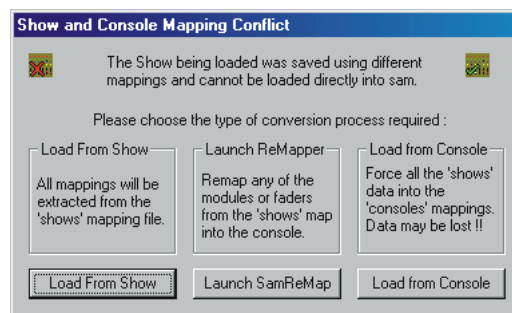 Show and Console Mapping Conflict
The Show being loaded was saved using different
mappings and cannot be loaded directly into sam.
Please choose the type of conversion process required :
Load From Show
All mappings will be
extracted from the
'shows' mapping file.
Launch ReMapper
Remap any of the
modules or faders
from the 'shows' map
into the console.
Load from Console
Force all the 'shows'
data into the
'consoles' mappings.
Data may be lost !!
Load From Show
Launch SamReMap
Load from Console